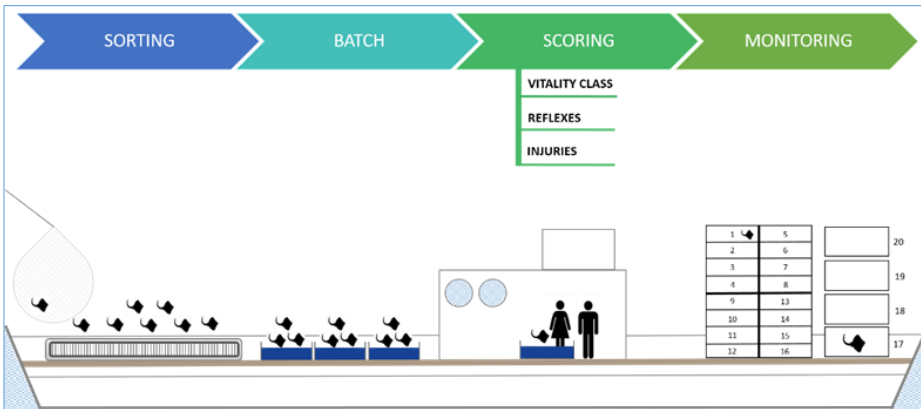 SORTING
BATCH
SCORING
MONITORING
VITALITY CLASS
REFLEXES
INJURIES
1 5
2 6
3 7
4 8
9 13
10 14
11 15
12 16
20
19
18
17